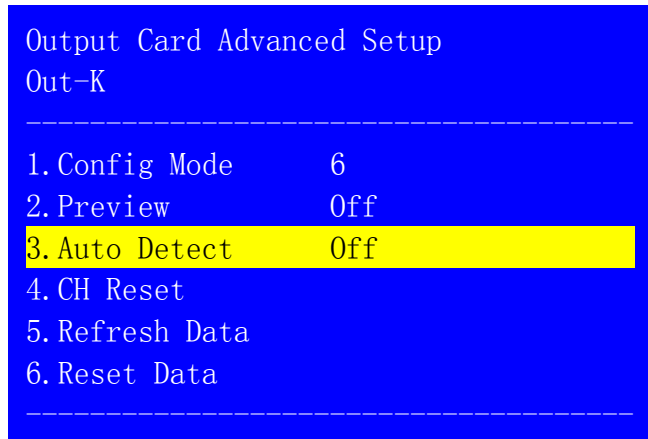 Output Card Advanced Setup
Out-K
--------------------------------------
1.Config Mode 6
2.Preview Off
3.Auto Detect Off
4.CH Reset
5.Refresh Data
6.Reset Data
--------------------------------------